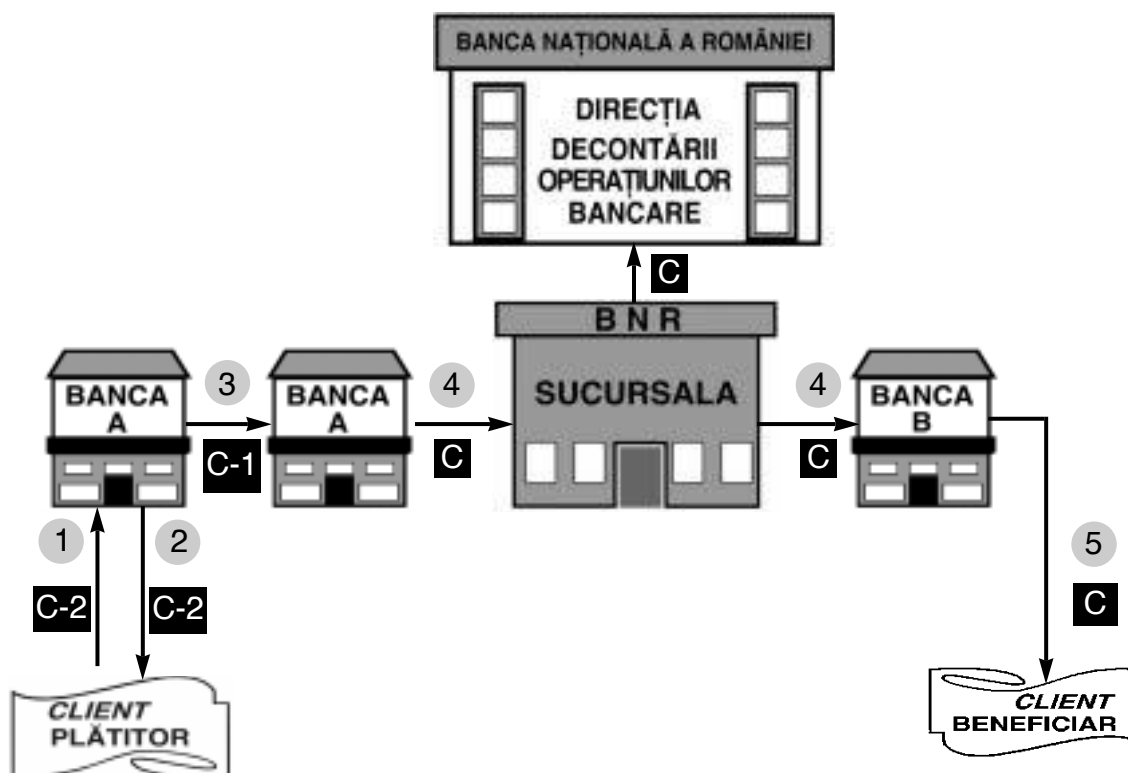 BANCA NAȚIONALĂ A ROMÂNIEI
DIRECȚIA
DECONTĂRII
OPERAȚIUNILOR
BANCARE
C
B N R
SUCURSALA
BANCA
A
3
C-1
BANCA
A
4
C
4
C
BANCA
B
1
C-2
2
C-2
5
C
CLIENT
PLĂTITOR
CLIENT
BENEFICIAR